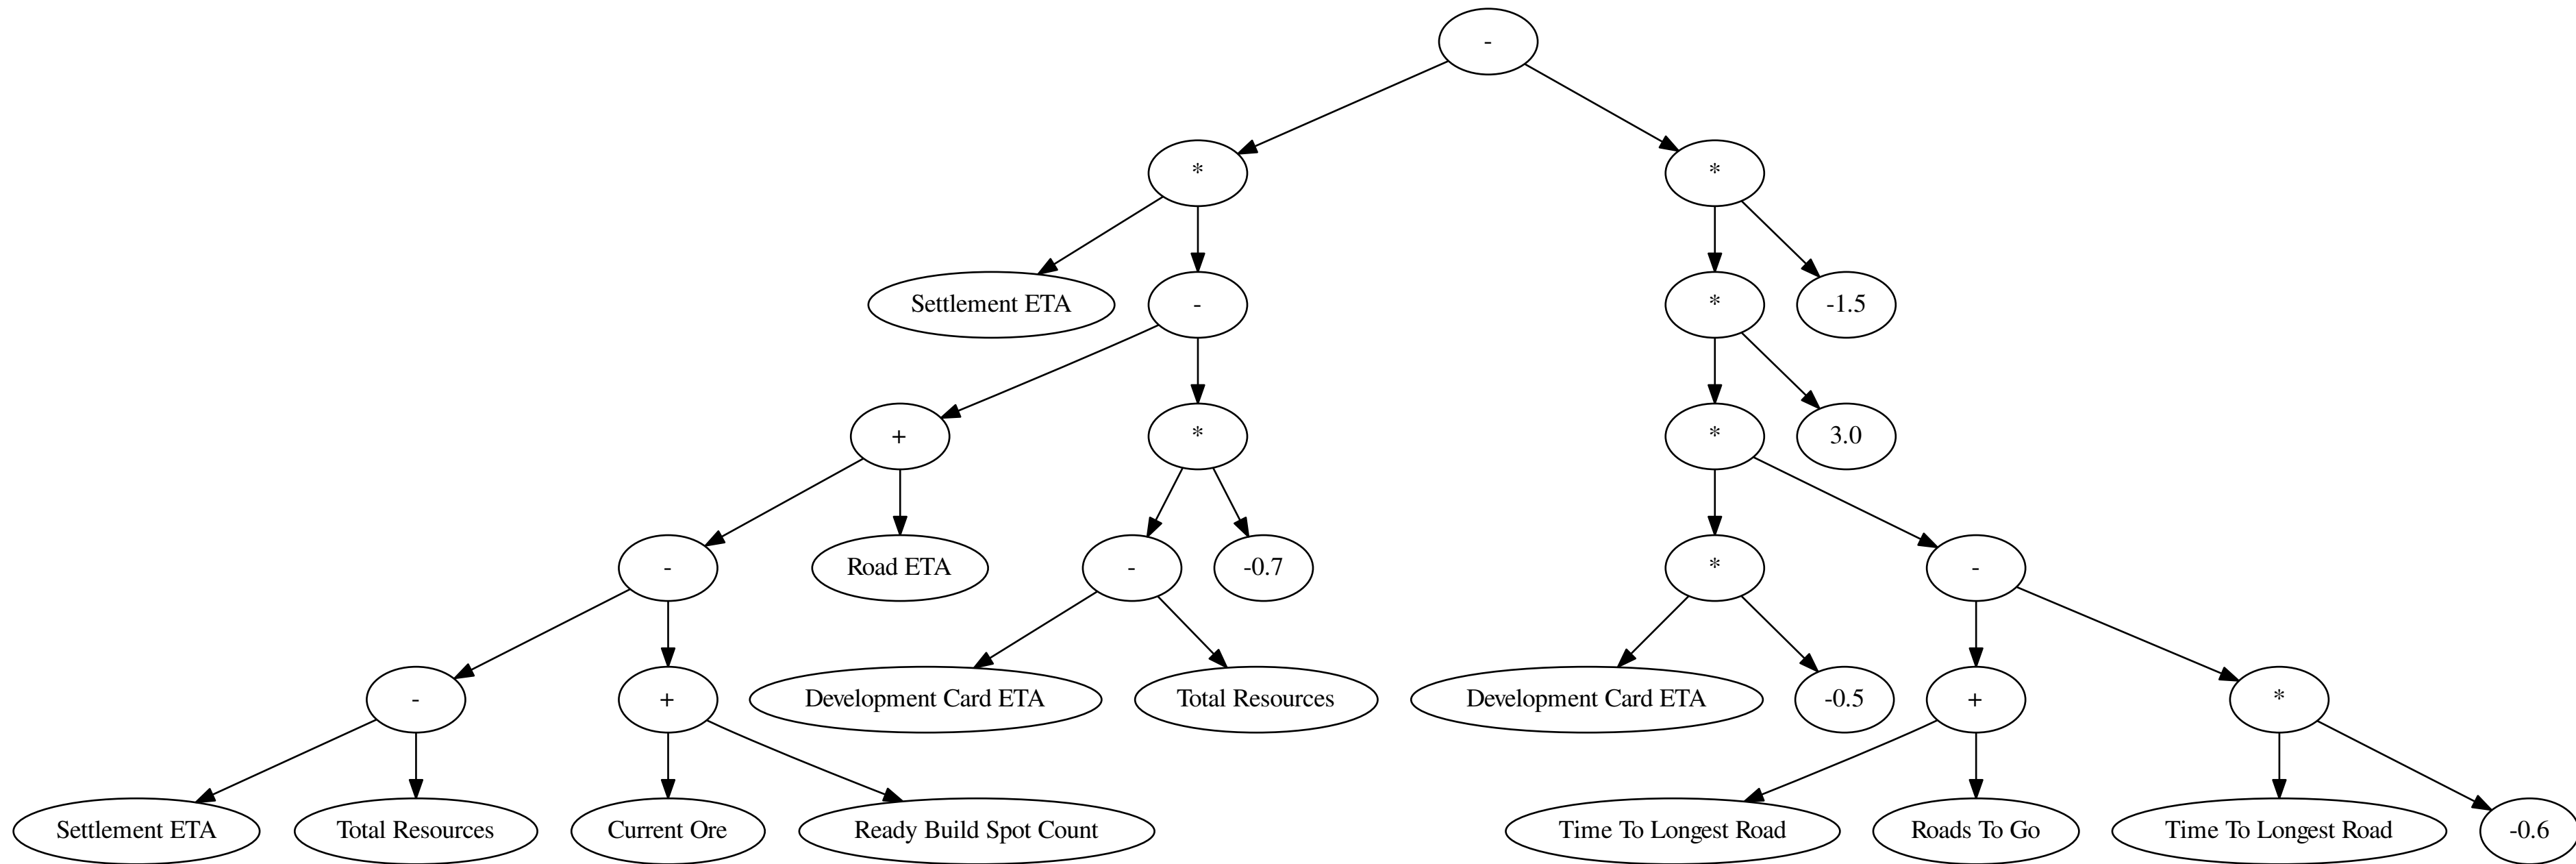 -
* *
Settlement ETA - * -1.5
+ * * 3.0
- Road ETA - -0.7 * -
- + Development Card ETA Total Resources Development Card ETA -0.5 + *
Settlement ETA Total Resources Current Ore Ready Build Spot Count Time To Longest Road Roads To Go Time To Longest Road -0.6